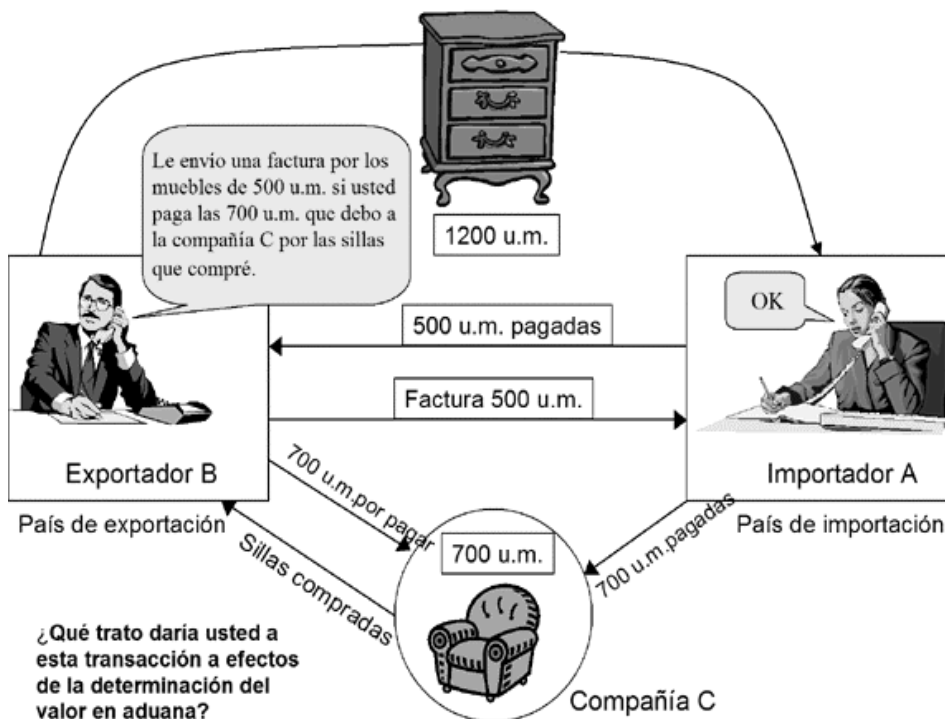 Le envío una factura por los
muebles de 500 u.m. si usted
paga las 700 u.m. que debo a
la compañía C por las sillas
que compré.
1200 u.m.
OK
500 u.m. pagadas
Factura 500 u.m.
Exportador B
Importador A
País de exportación
País de importación
700 u.m.por pagar
700 u.m.
700 u.m.pagadas
Sillas compradas
¿Qué trato daría usted a
esta transacción a efectos
de la determinación del
valor en aduana?
Compañía C